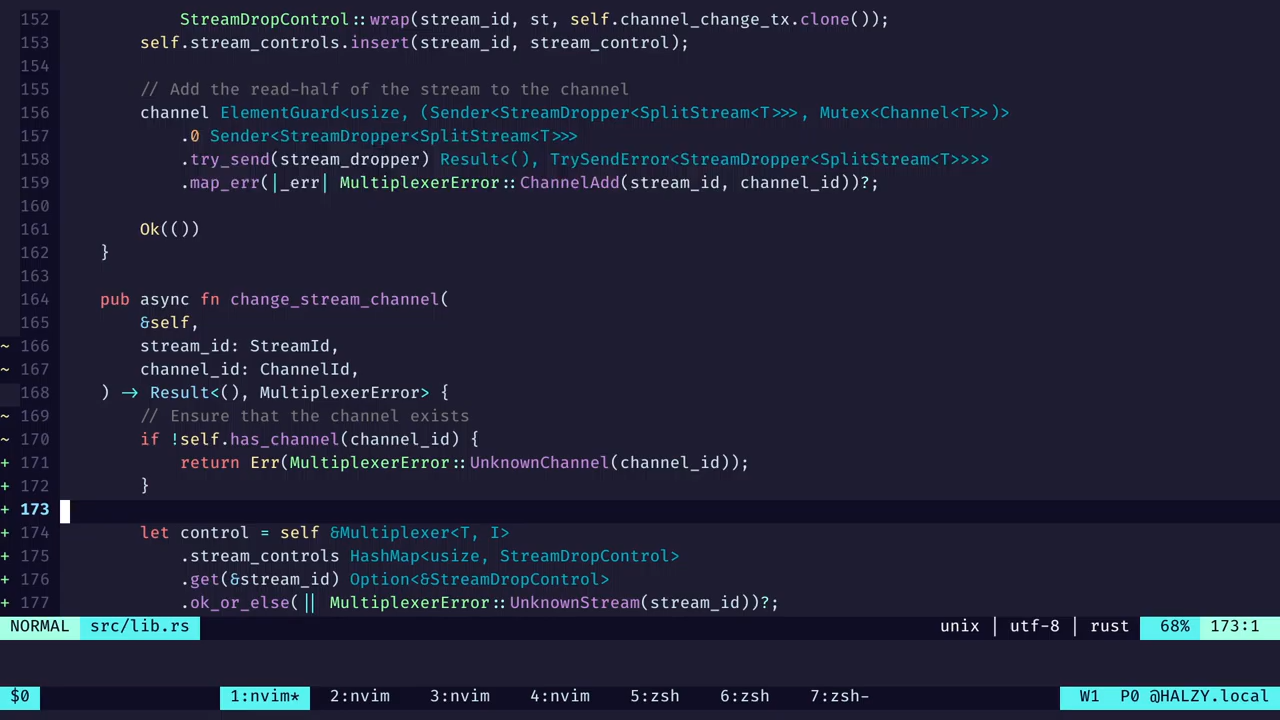 152             StreamDropControl::wrap(stream_id, st, self.channel_change_tx.clone());
153         self.stream_controls.insert(stream_id, stream_control);
154
155         // Add the read-half of the stream to the channel
156         channel ElementGuard<usize, (Sender<StreamDropper<SplitStream<T>>>, Mutex<Channel<T>>)>
157             .0 Sender<StreamDropper<SplitStream<T>>>
158             .try_send(stream_dropper) Result<(), TrySendError<StreamDropper<SplitStream<T>>>>
159             .map_err(|_err| MultiplexerError::ChannelAdd(stream_id, channel_id))?;
160
161         Ok(())
162     }
163
164     pub async fn change_stream_channel(
165         &self,
~ 166         stream_id: StreamId,
~ 167         channel_id: ChannelId,
168     ) -> Result<(), MultiplexerError> {
~ 169         // Ensure that the channel exists
~ 170         if !self.has_channel(channel_id) {
+ 171             return Err(MultiplexerError::UnknownChannel(channel_id));
+ 172         }
+ 173
+ 174         let control = self &Multiplexer<T, I>
+ 175             .stream_controls HashMap<usize, StreamDropControl>
+ 176             .get(&stream_id) Option<&StreamDropControl>
+ 177             .ok_or_else(|| MultiplexerError::UnknownStream(stream_id))?;
NORMAL src/lib.rs unix | utf-8 | rust 68% 173:1
$0 1:nvim* 2:nvim 3:nvim 4:nvim 5:zsh 6:zsh 7:zsh- W1 P0 @HALZY.local